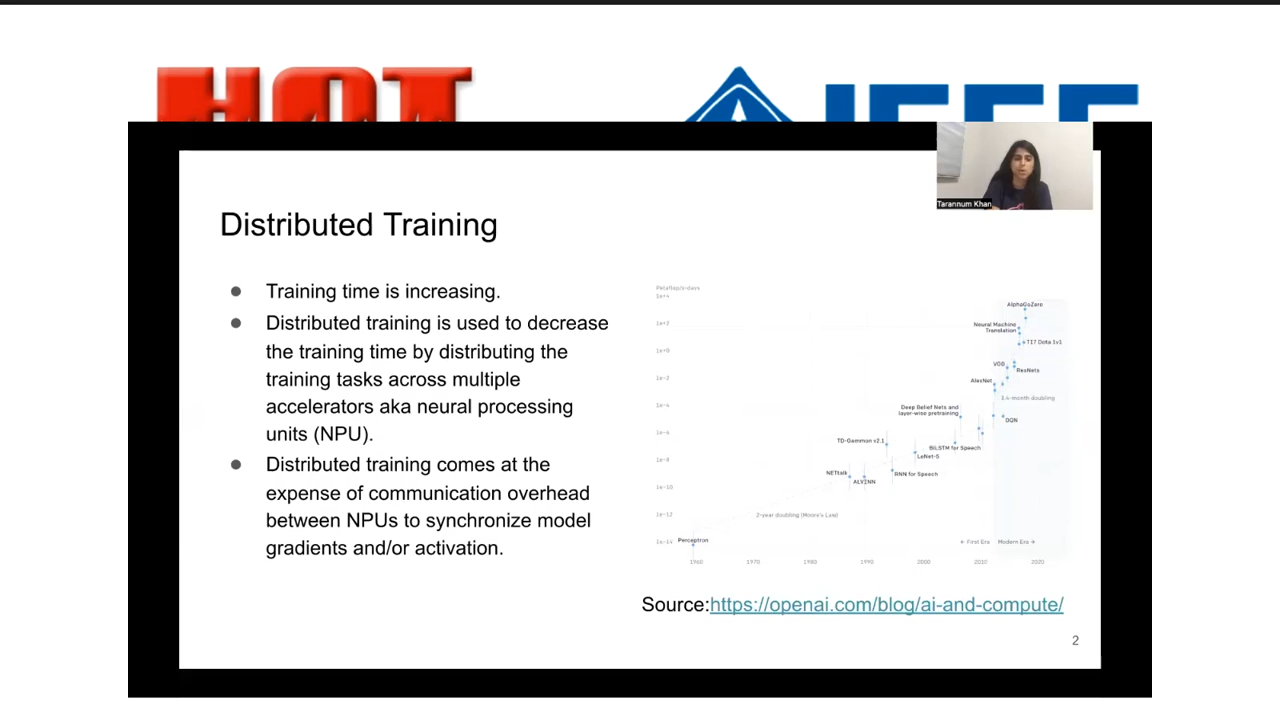 HOT
IEEE
Tarannum Khan
Distributed Training
● Training time is increasing.
● Distributed training is used to decrease
the training time by distributing the
training tasks across multiple
accelerators aka neural processing
units (NPU).
● Distributed training comes at the
expense of communication overhead
between NPUs to synchronize model
gradients and/or activation.
Petaflop/s-days
1e+4
1e+2
1e+0
1e-2
1e-4
1e-6
1e-8
1e-10
1e-12
1e-14
AlphaGoZero
Neural Machine
Translation
TI7 Dota 1v1
VGG
ResNets
AlexNet
3.4-month doubling
Deep Belief Nets and
layer-wise pretraining
DQN
TD-Gammon v2.1
BiLSTM for Speech
LeNet-5
NETtalk
RNN for Speech
ALVINN
2-year doubling (Moore's Law)
Perceptron
← First Era
Modern Era →
1960
1970
1980
1990
2000
2010
2020
Source:https://openai.com/blog/ai-and-compute/
2